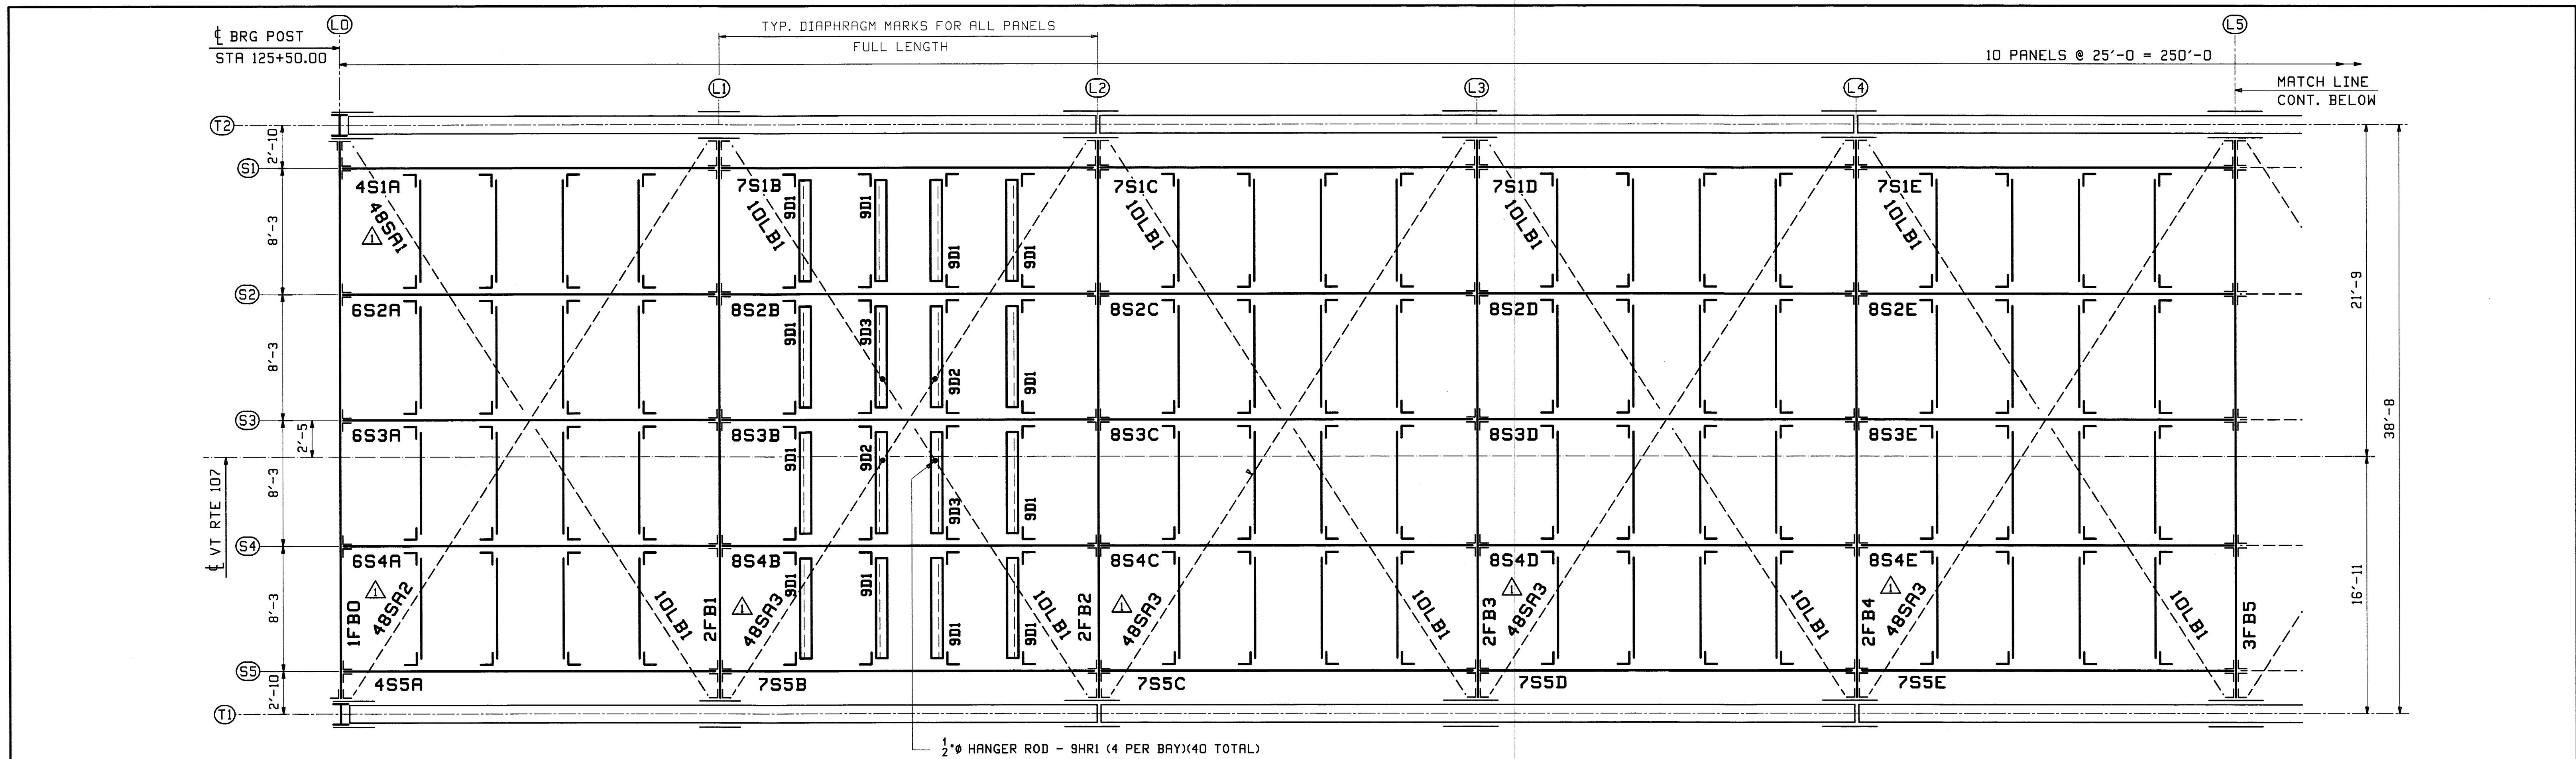 L0
L5
℄ BRG POST
STA 125+50.00
TYP. DIAPHRAGM MARKS FOR ALL PANELS
FULL LENGTH
10 PANELS @ 25'-0 = 250'-0
MATCH LINE
CONT. BELOW
L1
L2
L3
L4
T2
2'-10
S1
4S1A
7S1B
7S1C
7S1D
7S1E
48SA1
1
10LB1
10LB1
10LB1
10LB1
8'-3
9D1
9D1
9D1
9D1
S2
6S2A
8S2B
8S2C
8S2D
8S2E
8'-3
9D1
9D3
9D2
9D1
21'-9
38'-8
S3
6S3A
8S3B
8S3C
8S3D
8S3E
2'-5
8'-3
9D1
9D2
9D3
9D1
℄ VT RTE 107
S4
6S4A
8S4B
8S4C
8S4D
8S4E
8'-3
1FB0
1
48SA2
10LB1
2FB1
1
48SA3
9D1
9D1
9D1
9D1
10LB1
2FB2
1
48SA3
10LB1
2FB3
1
48SA3
10LB1
2FB4
1
48SA3
10LB1
3FB5
16'-11
S5
4S5A
7S5B
7S5C
7S5D
7S5E
2'-10
T1
1/2"Ø HANGER ROD - 9HR1 (4 PER BAY)(40 TOTAL)